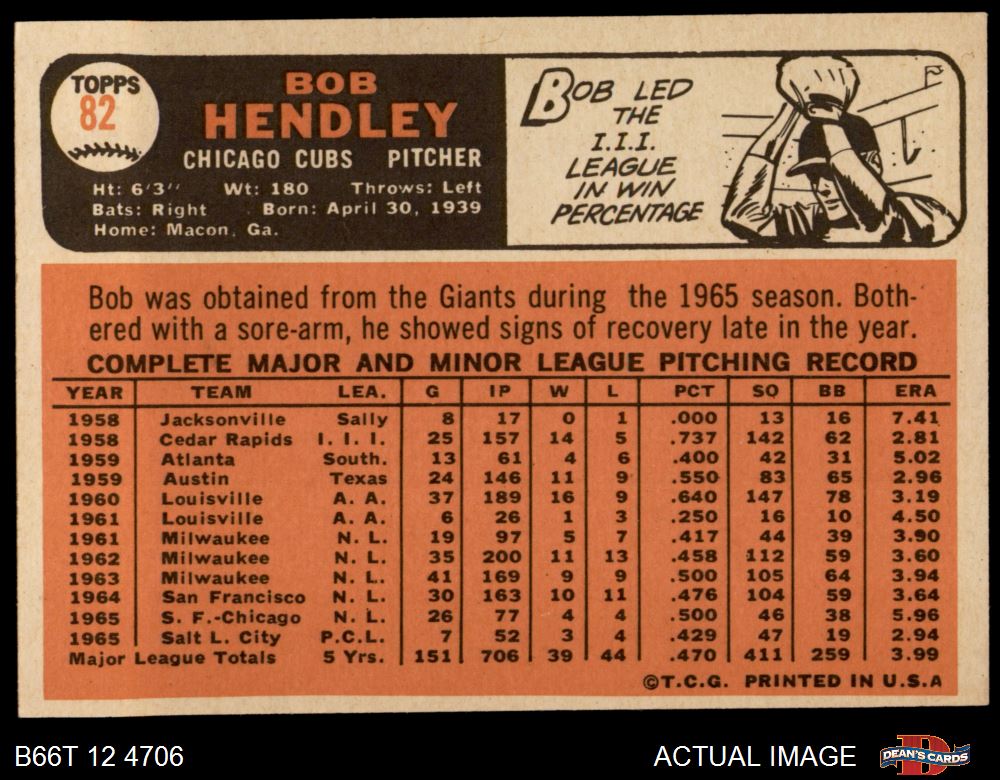 TOPPS
82
BOB
HENDLEY
CHICAGO CUBS PITCHER
Ht: 6'3" Wt: 180 Throws: Left
Bats: Right Born: April 30, 1939
Home: Macon, Ga.
BOB LED
THE
I.I.I.
LEAGUE
IN WIN
PERCENTAGE
Bob was obtained from the Giants during the 1965 season. Both-
ered with a sore-arm, he showed signs of recovery late in the year.
COMPLETE MAJOR AND MINOR LEAGUE PITCHING RECORD
YEAR TEAM LEA. G IP W L PCT SO BB ERA
1958 Jacksonville Sally 8 17 0 1 .000 13 16 7.41
1958 Cedar Rapids I. I. I. 25 157 14 5 .737 142 62 2.81
1959 Atlanta South. 13 61 4 6 .400 42 31 5.02
1959 Austin Texas 24 146 11 9 .550 83 65 2.96
1960 Louisville A. A. 37 189 16 9 .640 147 78 3.19
1961 Louisville A. A. 6 26 1 3 .250 16 10 4.50
1961 Milwaukee N. L. 19 97 5 7 .417 44 39 3.90
1962 Milwaukee N. L. 35 200 11 13 .458 112 59 3.60
1963 Milwaukee N. L. 41 169 9 9 .500 105 64 3.94
1964 San Francisco N. L. 30 163 10 11 .476 104 59 3.64
1965 S. F.-Chicago N. L. 26 77 4 4 .500 46 38 5.96
1965 Salt L. City P.C.L. 7 52 3 4 .429 47 19 2.94
Major League Totals 5 Yrs. 151 706 39 44 .470 411 259 3.99
©T.C.G. PRINTED IN U.S.A
B66T 12 4706
ACTUAL IMAGE
D
DEAN'S CARDS